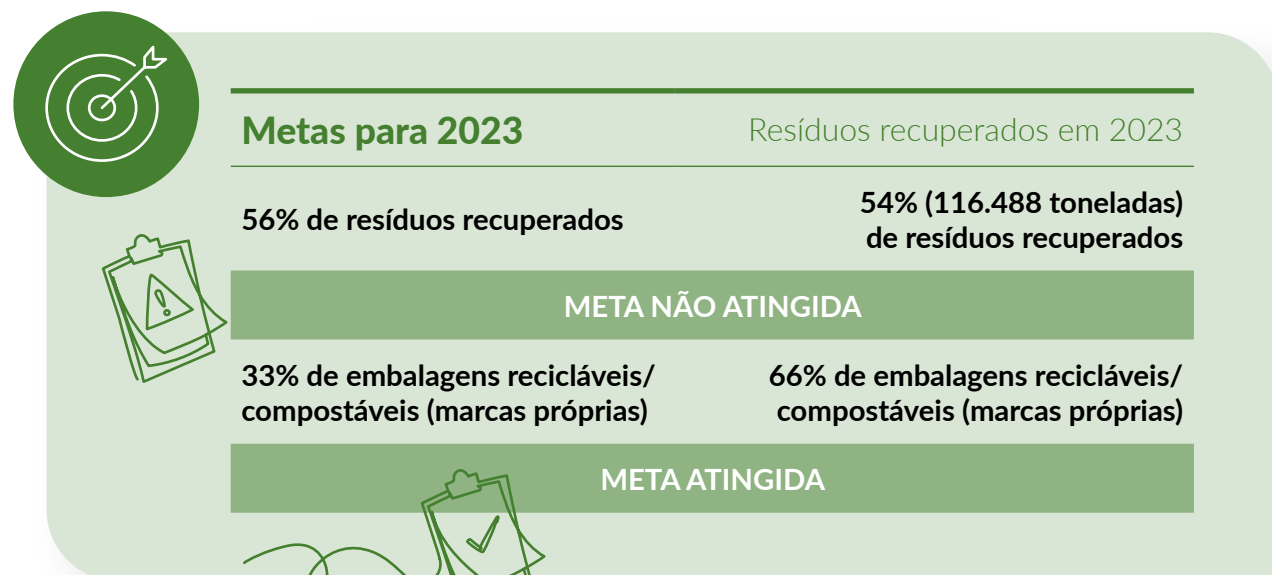 Metas para 2023
Resíduos recuperados em 2023
56% de resíduos recuperados
54% (116.488 toneladas)
de resíduos recuperados
META NÃO ATINGIDA
33% de embalagens recicláveis/
compostáveis (marcas próprias)
66% de embalagens recicláveis/
compostáveis (marcas próprias)
META ATINGIDA